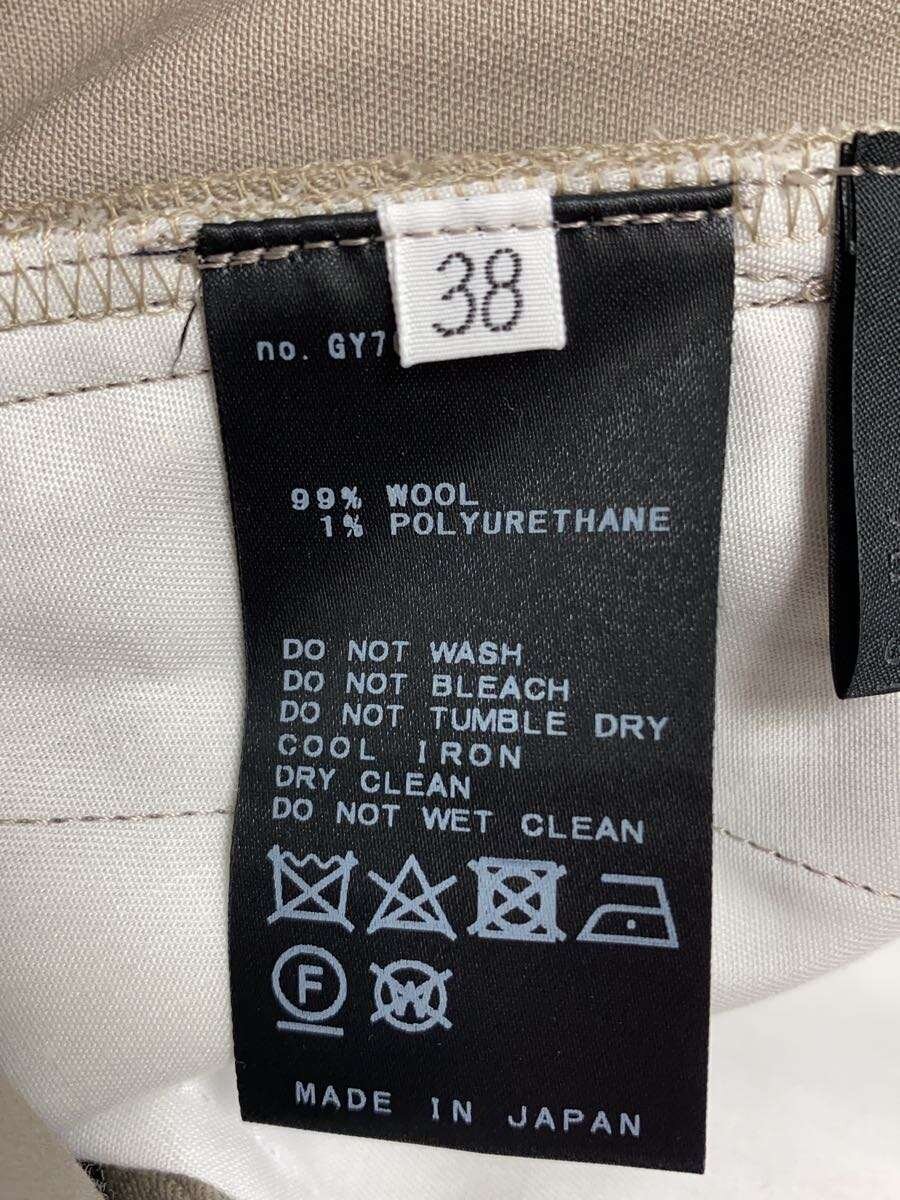 38
no. GY7
99% WOOL
1% POLYURETHANE
DO NOT WASH
DO NOT BLEACH
DO NOT TUMBLE DRY
COOL IRON
DRY CLEAN
DO NOT WET CLEAN
F
W
MADE IN JAPAN